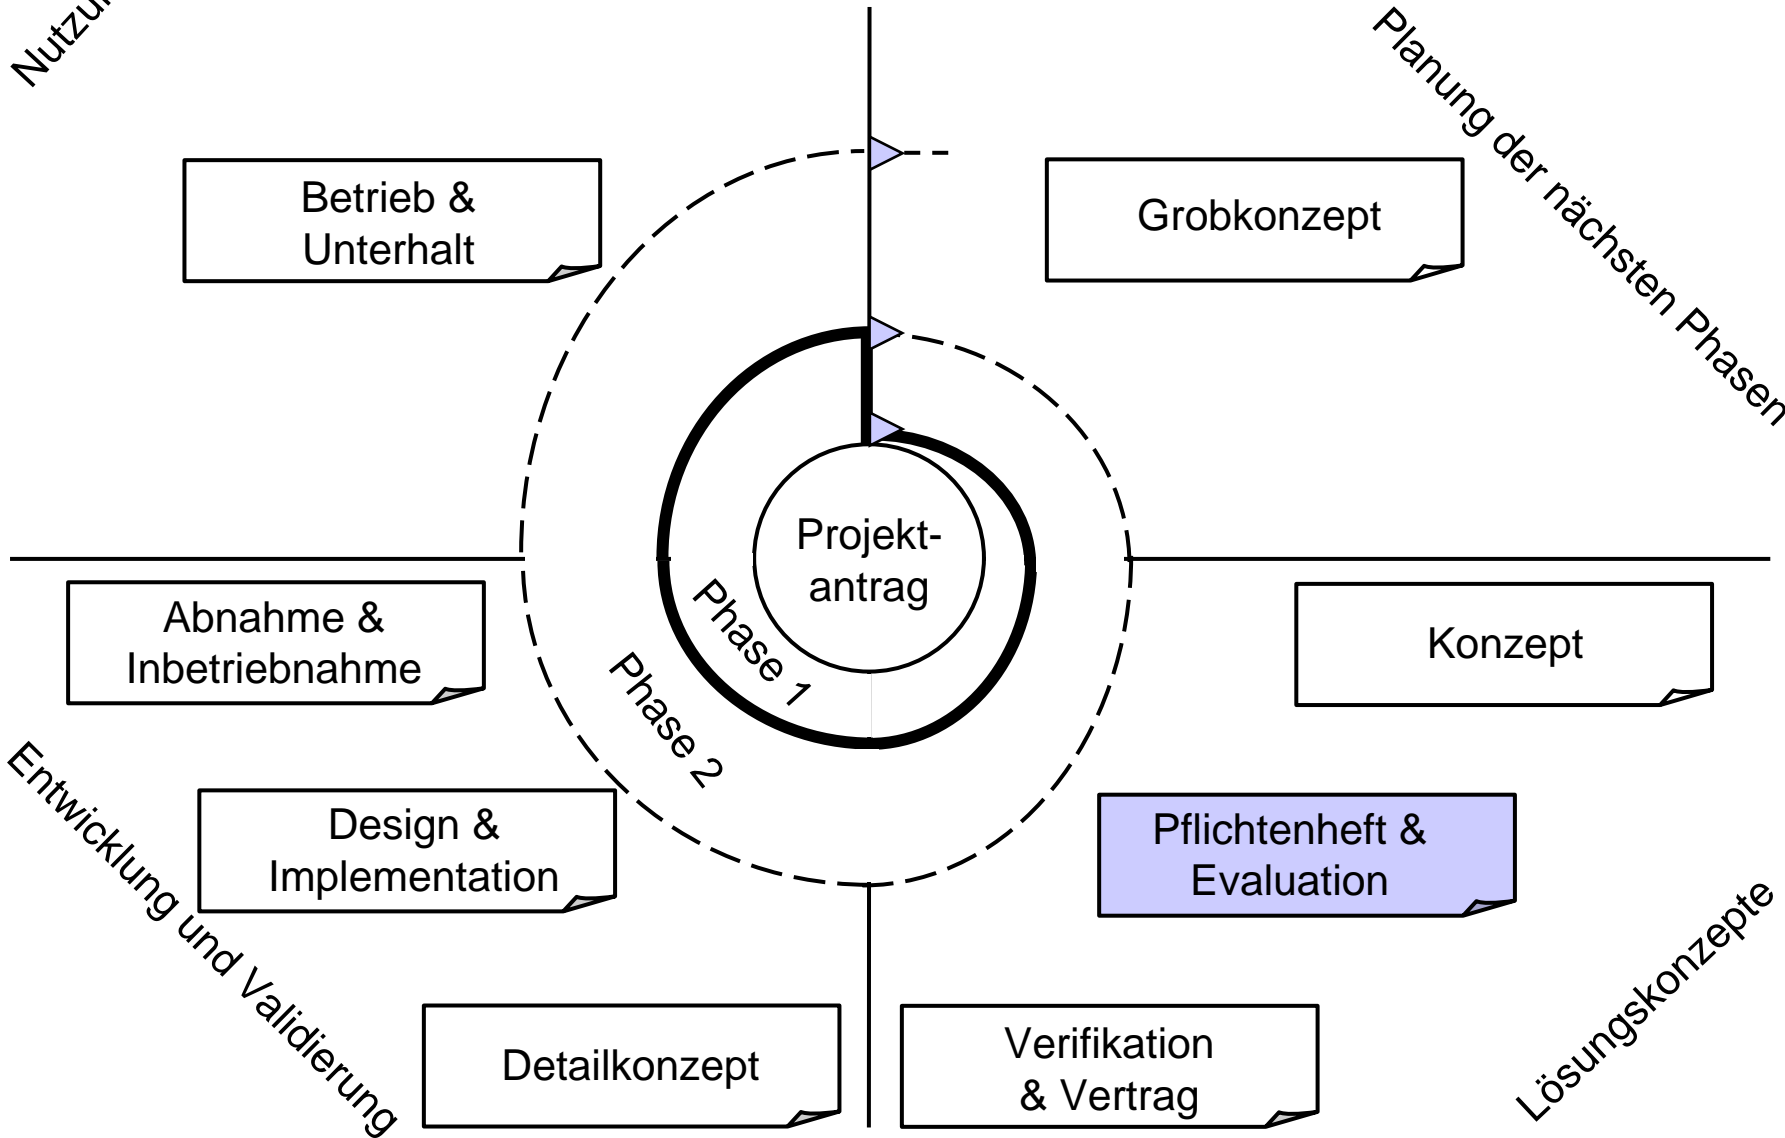 Planung der nächsten Phasen
Betrieb &
Unterhalt
Grobkonzept
Projekt-
antrag
Phase 1
Phase 2
Abnahme &
Inbetriebnahme
Konzept
Design &
Implementation
Pflichtenheft &
Evaluation
Entwicklung und Validierung
Detailkonzept
Verifikation
& Vertrag
Lösungskonzepte